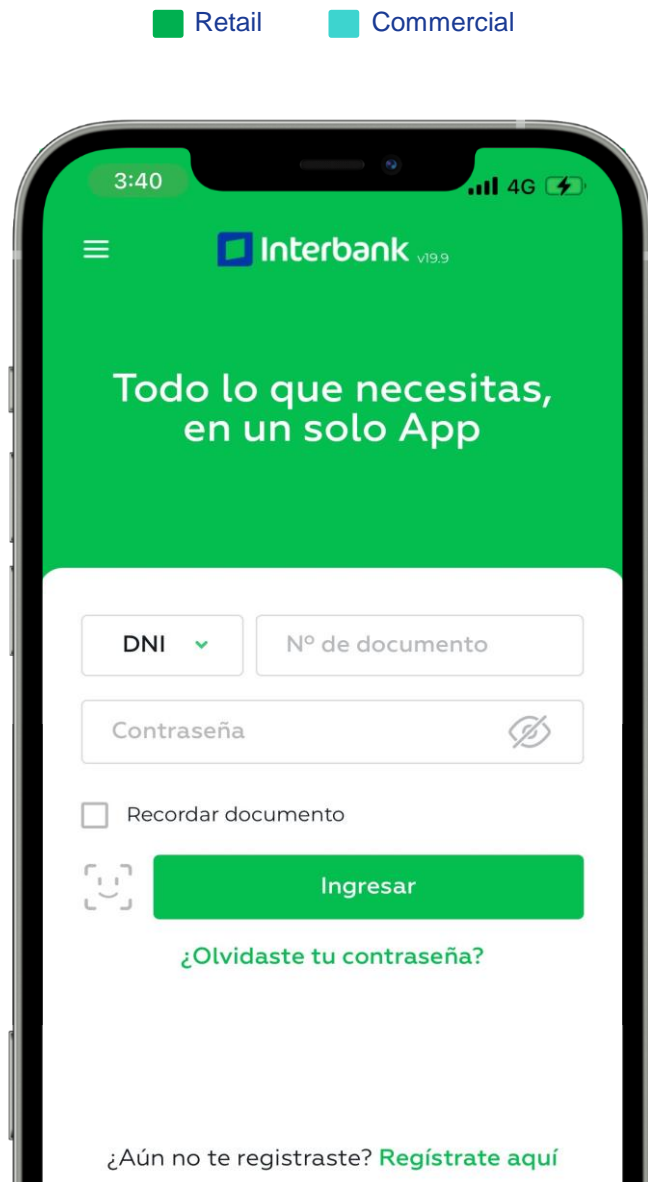 Retail Commercial
3:40 4G
Interbank v19.9
Todo lo que necesitas,
en un solo App
DNI Nº de documento
Contraseña
Recordar documento
Ingresar
¿Olvidaste tu contraseña?
¿Aún no te registraste? Regístrate aquí